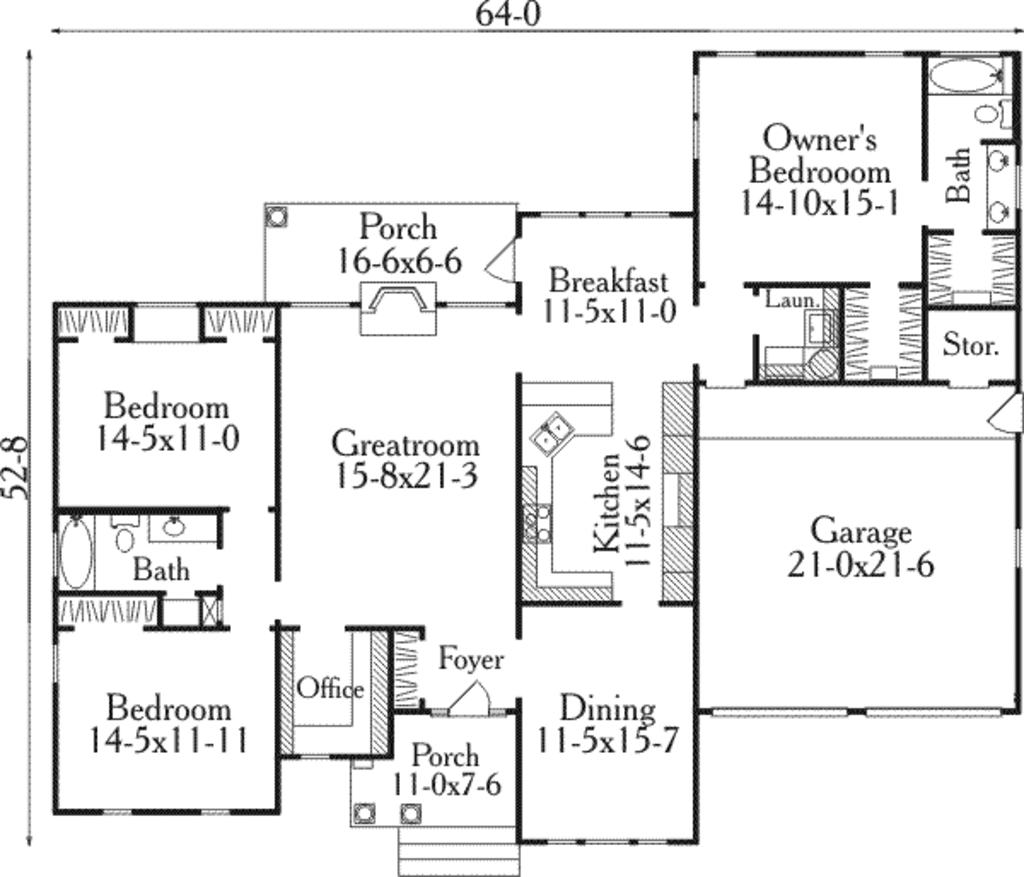 64-0
52-8
Owner's
Bedrooom
14-10x15-1
Bath
Porch
16-6x6-6
Breakfast
11-5x11-0
Laun.
Stor.
Bedroom
14-5x11-0
Greatroom
15-8x21-3
Kitchen
11-5x14-6
Garage
21-0x21-6
Bath
Foyer
Office
Bedroom
14-5x11-11
Dining
11-5x15-7
Porch
11-0x7-6